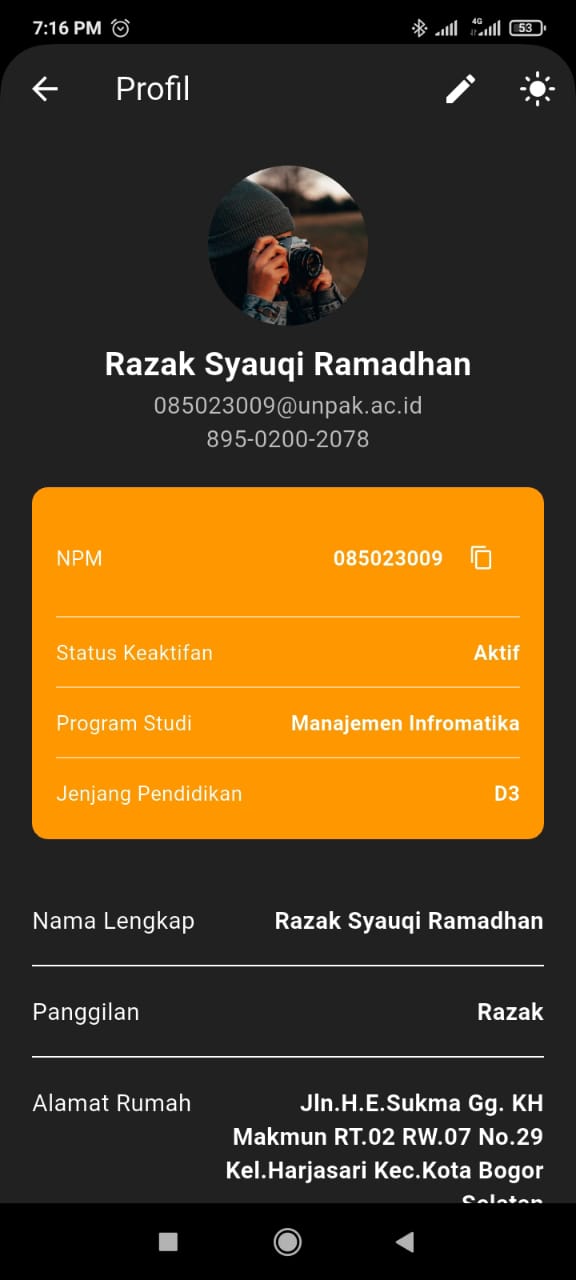 7:16 PM
4G
53
Profil
Razak Syauqi Ramadhan
085023009@unpak.ac.id
895-0200-2078
NPM 085023009
Status Keaktifan Aktif
Program Studi Manajemen Infromatika
Jenjang Pendidikan D3
Nama Lengkap Razak Syauqi Ramadhan
Panggilan Razak
Alamat Rumah Jln.H.E.Sukma Gg. KH
Makmun RT.02 RW.07 No.29
Kel.Harjasari Kec.Kota Bogor
Selatan